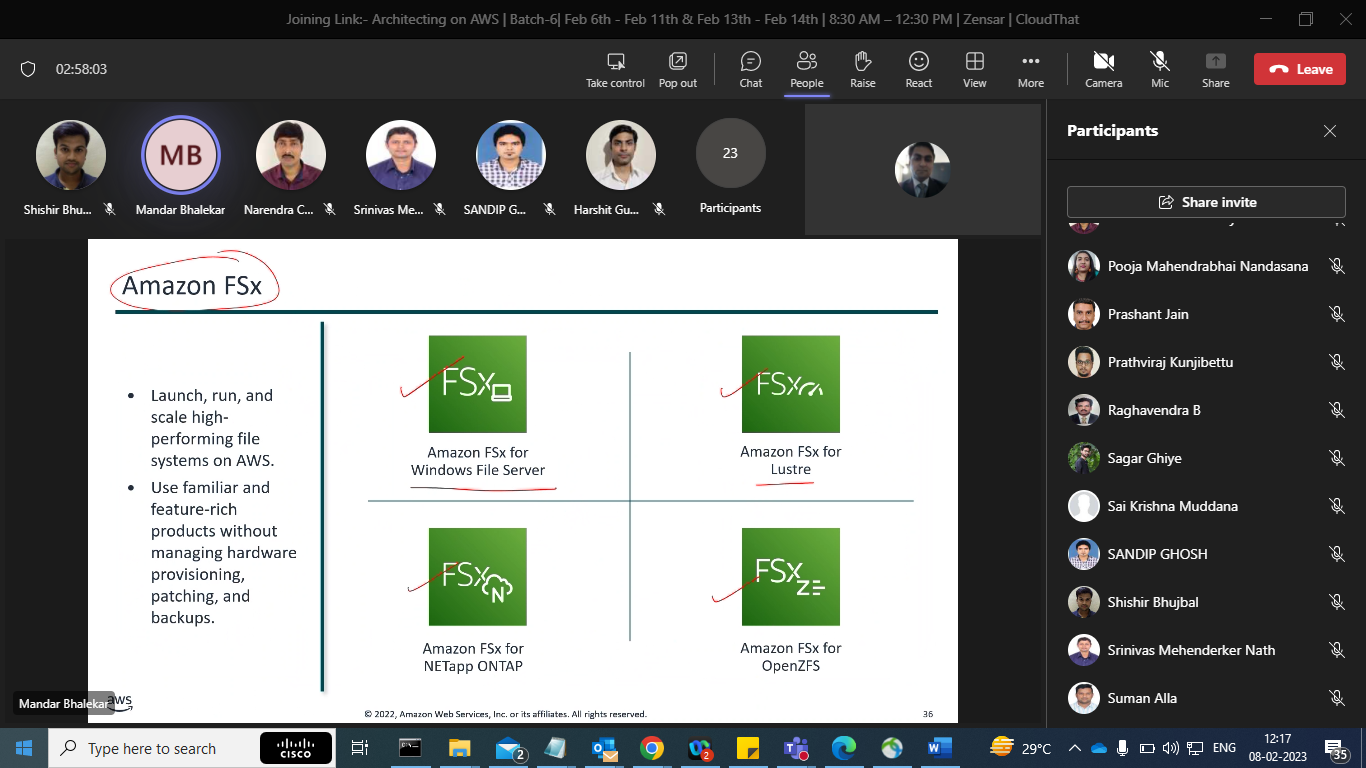 Joining Link:- Architecting on AWS | Batch-6| Feb 6th - Feb 11th & Feb 13th - Feb 14th | 8:30 AM – 12:30 PM | Zensar | CloudThat
02:58:03
Take control
Pop out
Chat
People
Raise
React
View
More
Camera
Mic
Share
Leave
MB
23
Shishir Bhu...
Mandar Bhalekar
Narendra C...
Srinivas Me...
SANDIP G...
Harshit Gu...
Participants
Participants
Share invite
Pooja Mahendrabhai Nandasana
Prashant Jain
Prathviraj Kunjibettu
Raghavendra B
Sagar Ghiye
Sai Krishna Muddana
SANDIP GHOSH
Shishir Bhujbal
Srinivas Mehenderker Nath
Suman Alla
Amazon FSx
• Launch, run, and
scale high-
performing file
systems on AWS.
• Use familiar and
feature-rich
products without
managing hardware
provisioning,
patching, and
backups.
FSx
Amazon FSx for
Windows File Server
FSx
Amazon FSx for
Lustre
FSx
N
Amazon FSx for
NETapp ONTAP
FSx
Z
Amazon FSx for
OpenZFS
Mandar Bhalekar
aws
© 2022, Amazon Web Services, Inc. or its affiliates. All rights reserved.
36
Type here to search
CISCO
2
2
29°C
ENG
12:17
08-02-2023
35